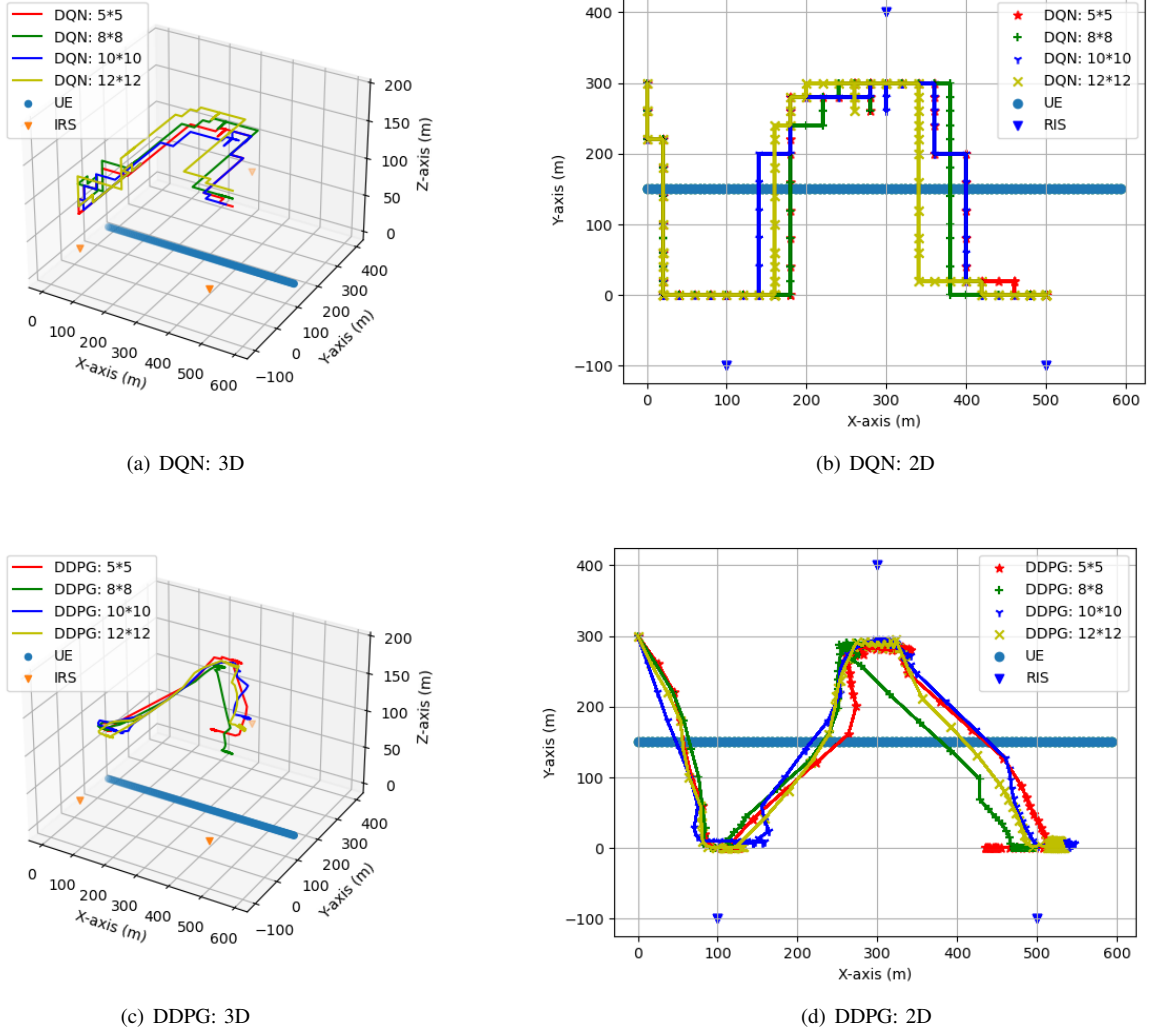 DQN: 5*5
DQN: 8*8
DQN: 10*10
DQN: 12*12
UE
IRS
200
150
100
50
0
Z-axis (m)
400
300
200
100
0
−100
Y-axis (m)
0
100
200
300
400
500
600
X-axis (m)
(a) DQN: 3D
400
300
200
100
0
−100
Y-axis (m)
DQN: 5*5
DQN: 8*8
DQN: 10*10
DQN: 12*12
UE
RIS
0
100
200
300
400
500
600
X-axis (m)
(b) DQN: 2D
DDPG: 5*5
DDPG: 8*8
DDPG: 10*10
DDPG: 12*12
UE
IRS
200
150
100
50
0
Z-axis (m)
400
300
200
100
0
−100
Y-axis (m)
0
100
200
300
400
500
600
X-axis (m)
(c) DDPG: 3D
400
300
200
100
0
−100
Y-axis (m)
DDPG: 5*5
DDPG: 8*8
DDPG: 10*10
DDPG: 12*12
UE
RIS
0
100
200
300
400
500
600
X-axis (m)
(d) DDPG: 2D